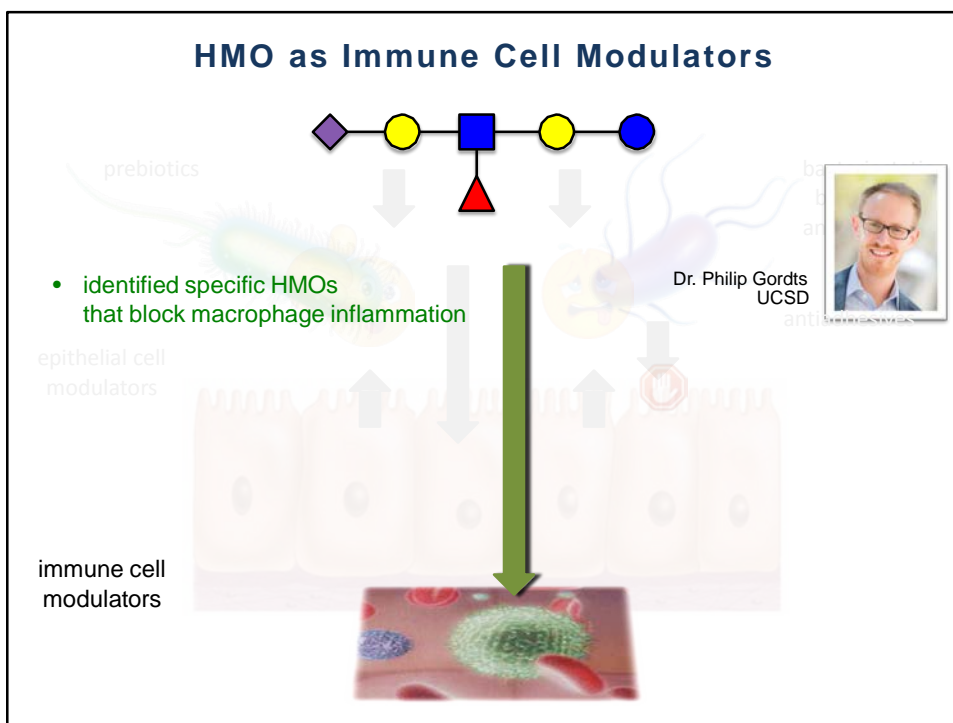 HMO as Immune Cell Modulators
prebiotics
• identified specific HMOs
that block macrophage inflammation
Dr. Philip Gordts
UCSD
antiadhesives
epithelial cell
modulators
immune cell
modulators